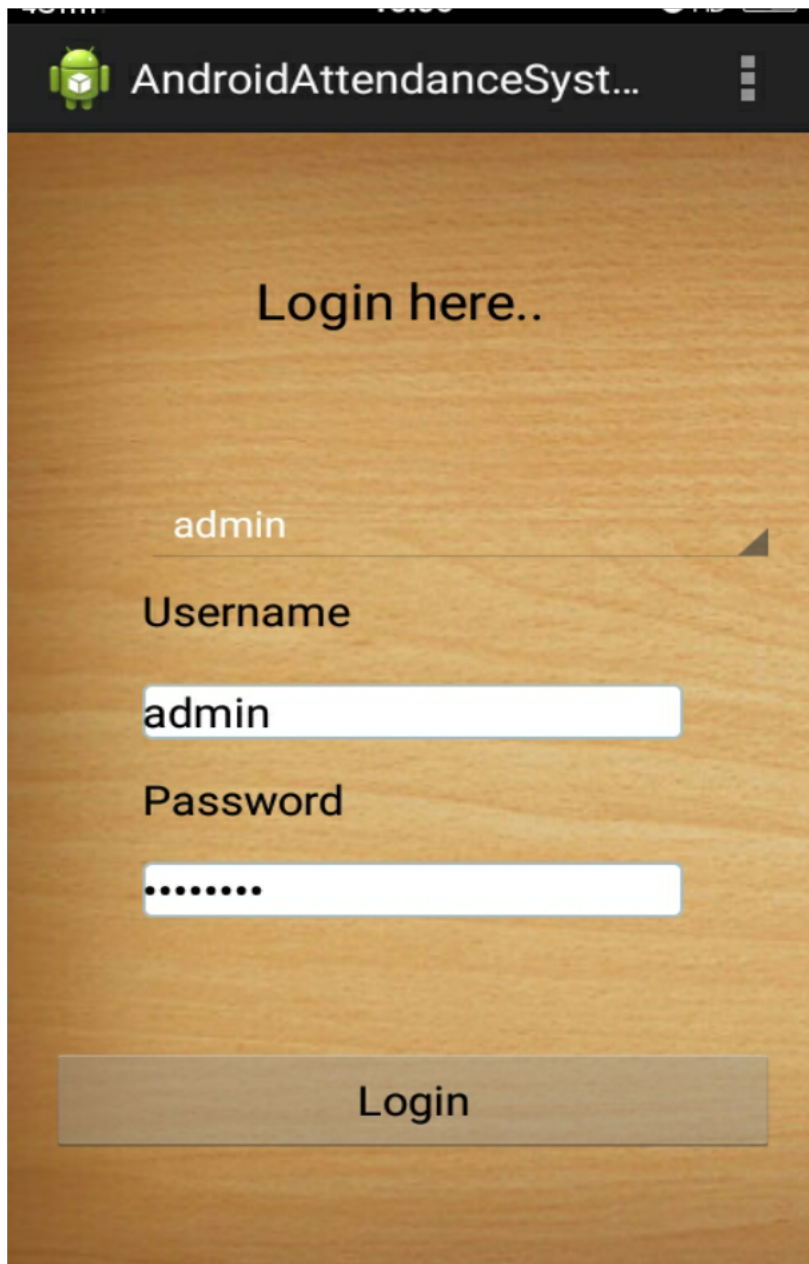 AndroidAttendanceSyst...
Login here..
admin
Username
admin
Password
••••••••
Login